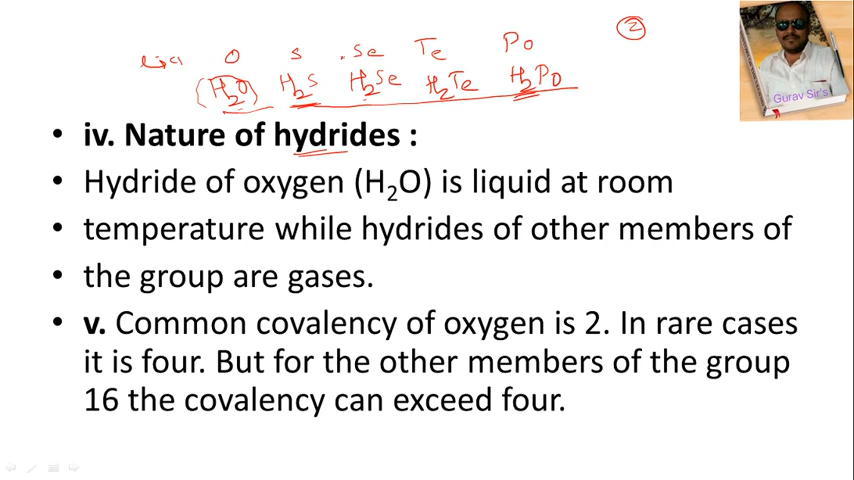 O S Se Te Po
(H₂O) H₂S H₂Se H₂Te H₂Po
2
Gurav Sir's
• iv. Nature of hydrides :
• Hydride of oxygen (H₂O) is liquid at room
• temperature while hydrides of other members of
• the group are gases.
• v. Common covalency of oxygen is 2. In rare cases
it is four. But for the other members of the group
16 the covalency can exceed four.